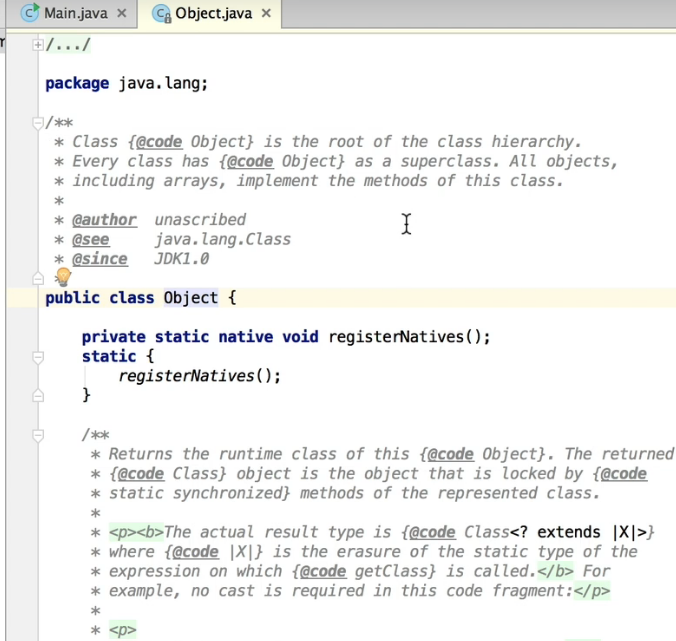 Main.java ×
Object.java ×
/.../
package java.lang;
/**
* Class {@code Object} is the root of the class hierarchy.
* Every class has {@code Object} as a superclass. All objects,
* including arrays, implement the methods of this class.
*
* @author unascribed
* @see java.lang.Class
* @since JDK1.0
public class Object {
private static native void registerNatives();
static {
registerNatives();
}
/**
* Returns the runtime class of this {@code Object}. The returned
* {@code Class} object is the object that is locked by {@code
* static synchronized} methods of the represented class.
*
* <p><b>The actual result type is {@code Class<? extends |X|>}
* where {@code |X|} is the erasure of the static type of the
* expression on which {@code getClass} is called.</b> For
* example, no cast is required in this code fragment:</p>
*
* <p>